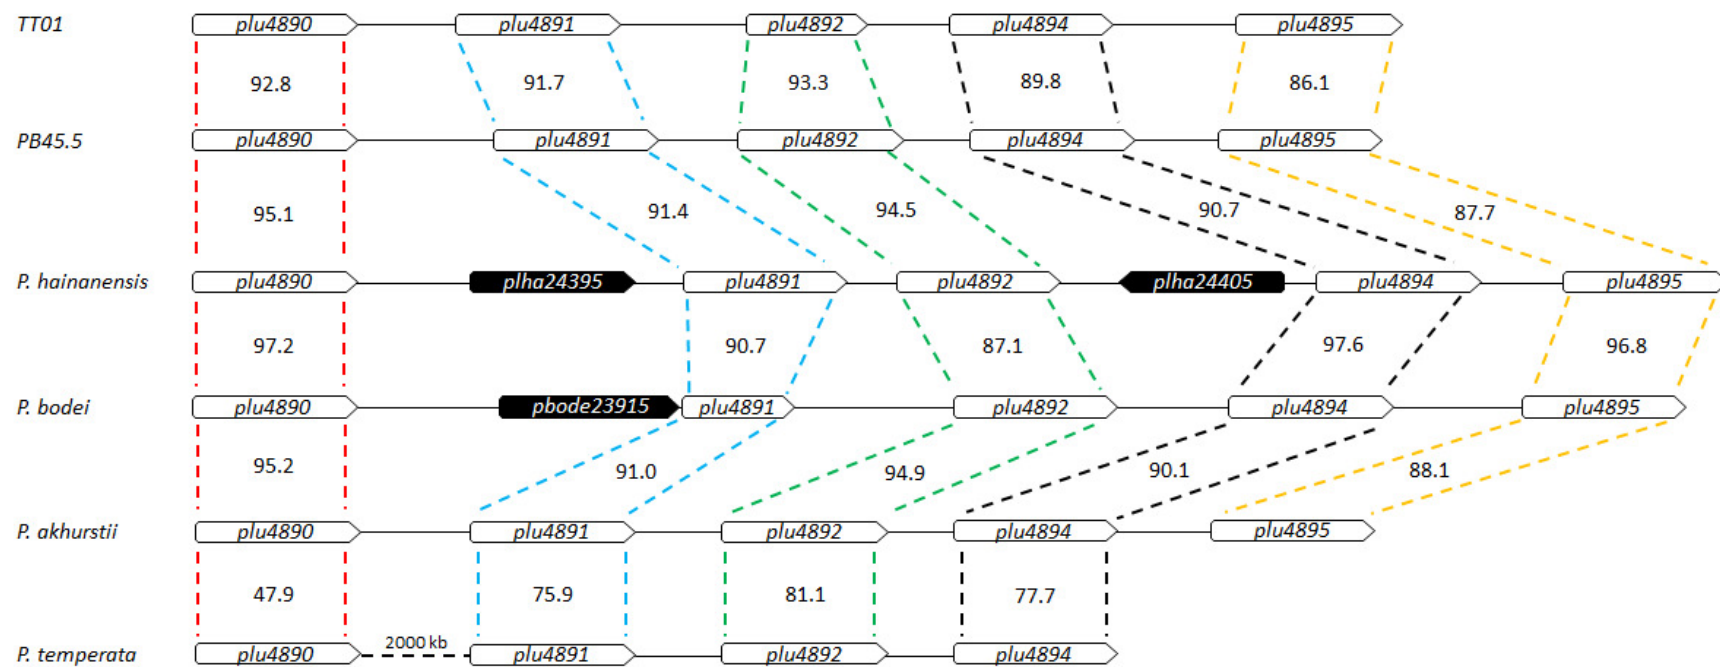 TT01 plu4890 plu4891 plu4892 plu4894 plu4895
92.8 91.7 93.3 89.8 86.1
PB45.5 plu4890 plu4891 plu4892 plu4894 plu4895
95.1 91.4 94.5 90.7 87.7
P. hainanensis plu4890 plha24395 plu4891 plu4892 plha24405 plu4894 plu4895
97.2 90.7 87.1 97.6 96.8
P. bodei plu4890 pbode23915 plu4891 plu4892 plu4894 plu4895
95.2 91.0 94.9 90.1 88.1
P. akhurstii plu4890 plu4891 plu4892 plu4894 plu4895
47.9 75.9 81.1 77.7
2000 kb
P. temperata plu4890 plu4891 plu4892 plu4894